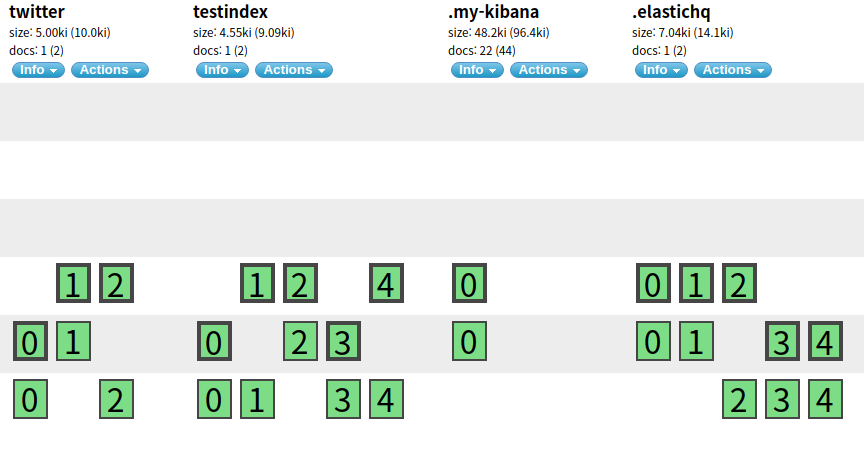 twitter testindex .my-kibana .elastichq
size: 5.00ki (10.0ki) size: 4.55ki (9.09ki) size: 48.2ki (96.4ki) size: 7.04ki (14.1ki)
docs: 1 (2) docs: 1 (2) docs: 22 (44) docs: 1 (2)
Info Actions Info Actions Info Actions Info Actions
1 2 1 2 4 0 0 1 2
0 1 0 2 3 0 0 1 3 4
0 2 0 1 3 4 2 3 4